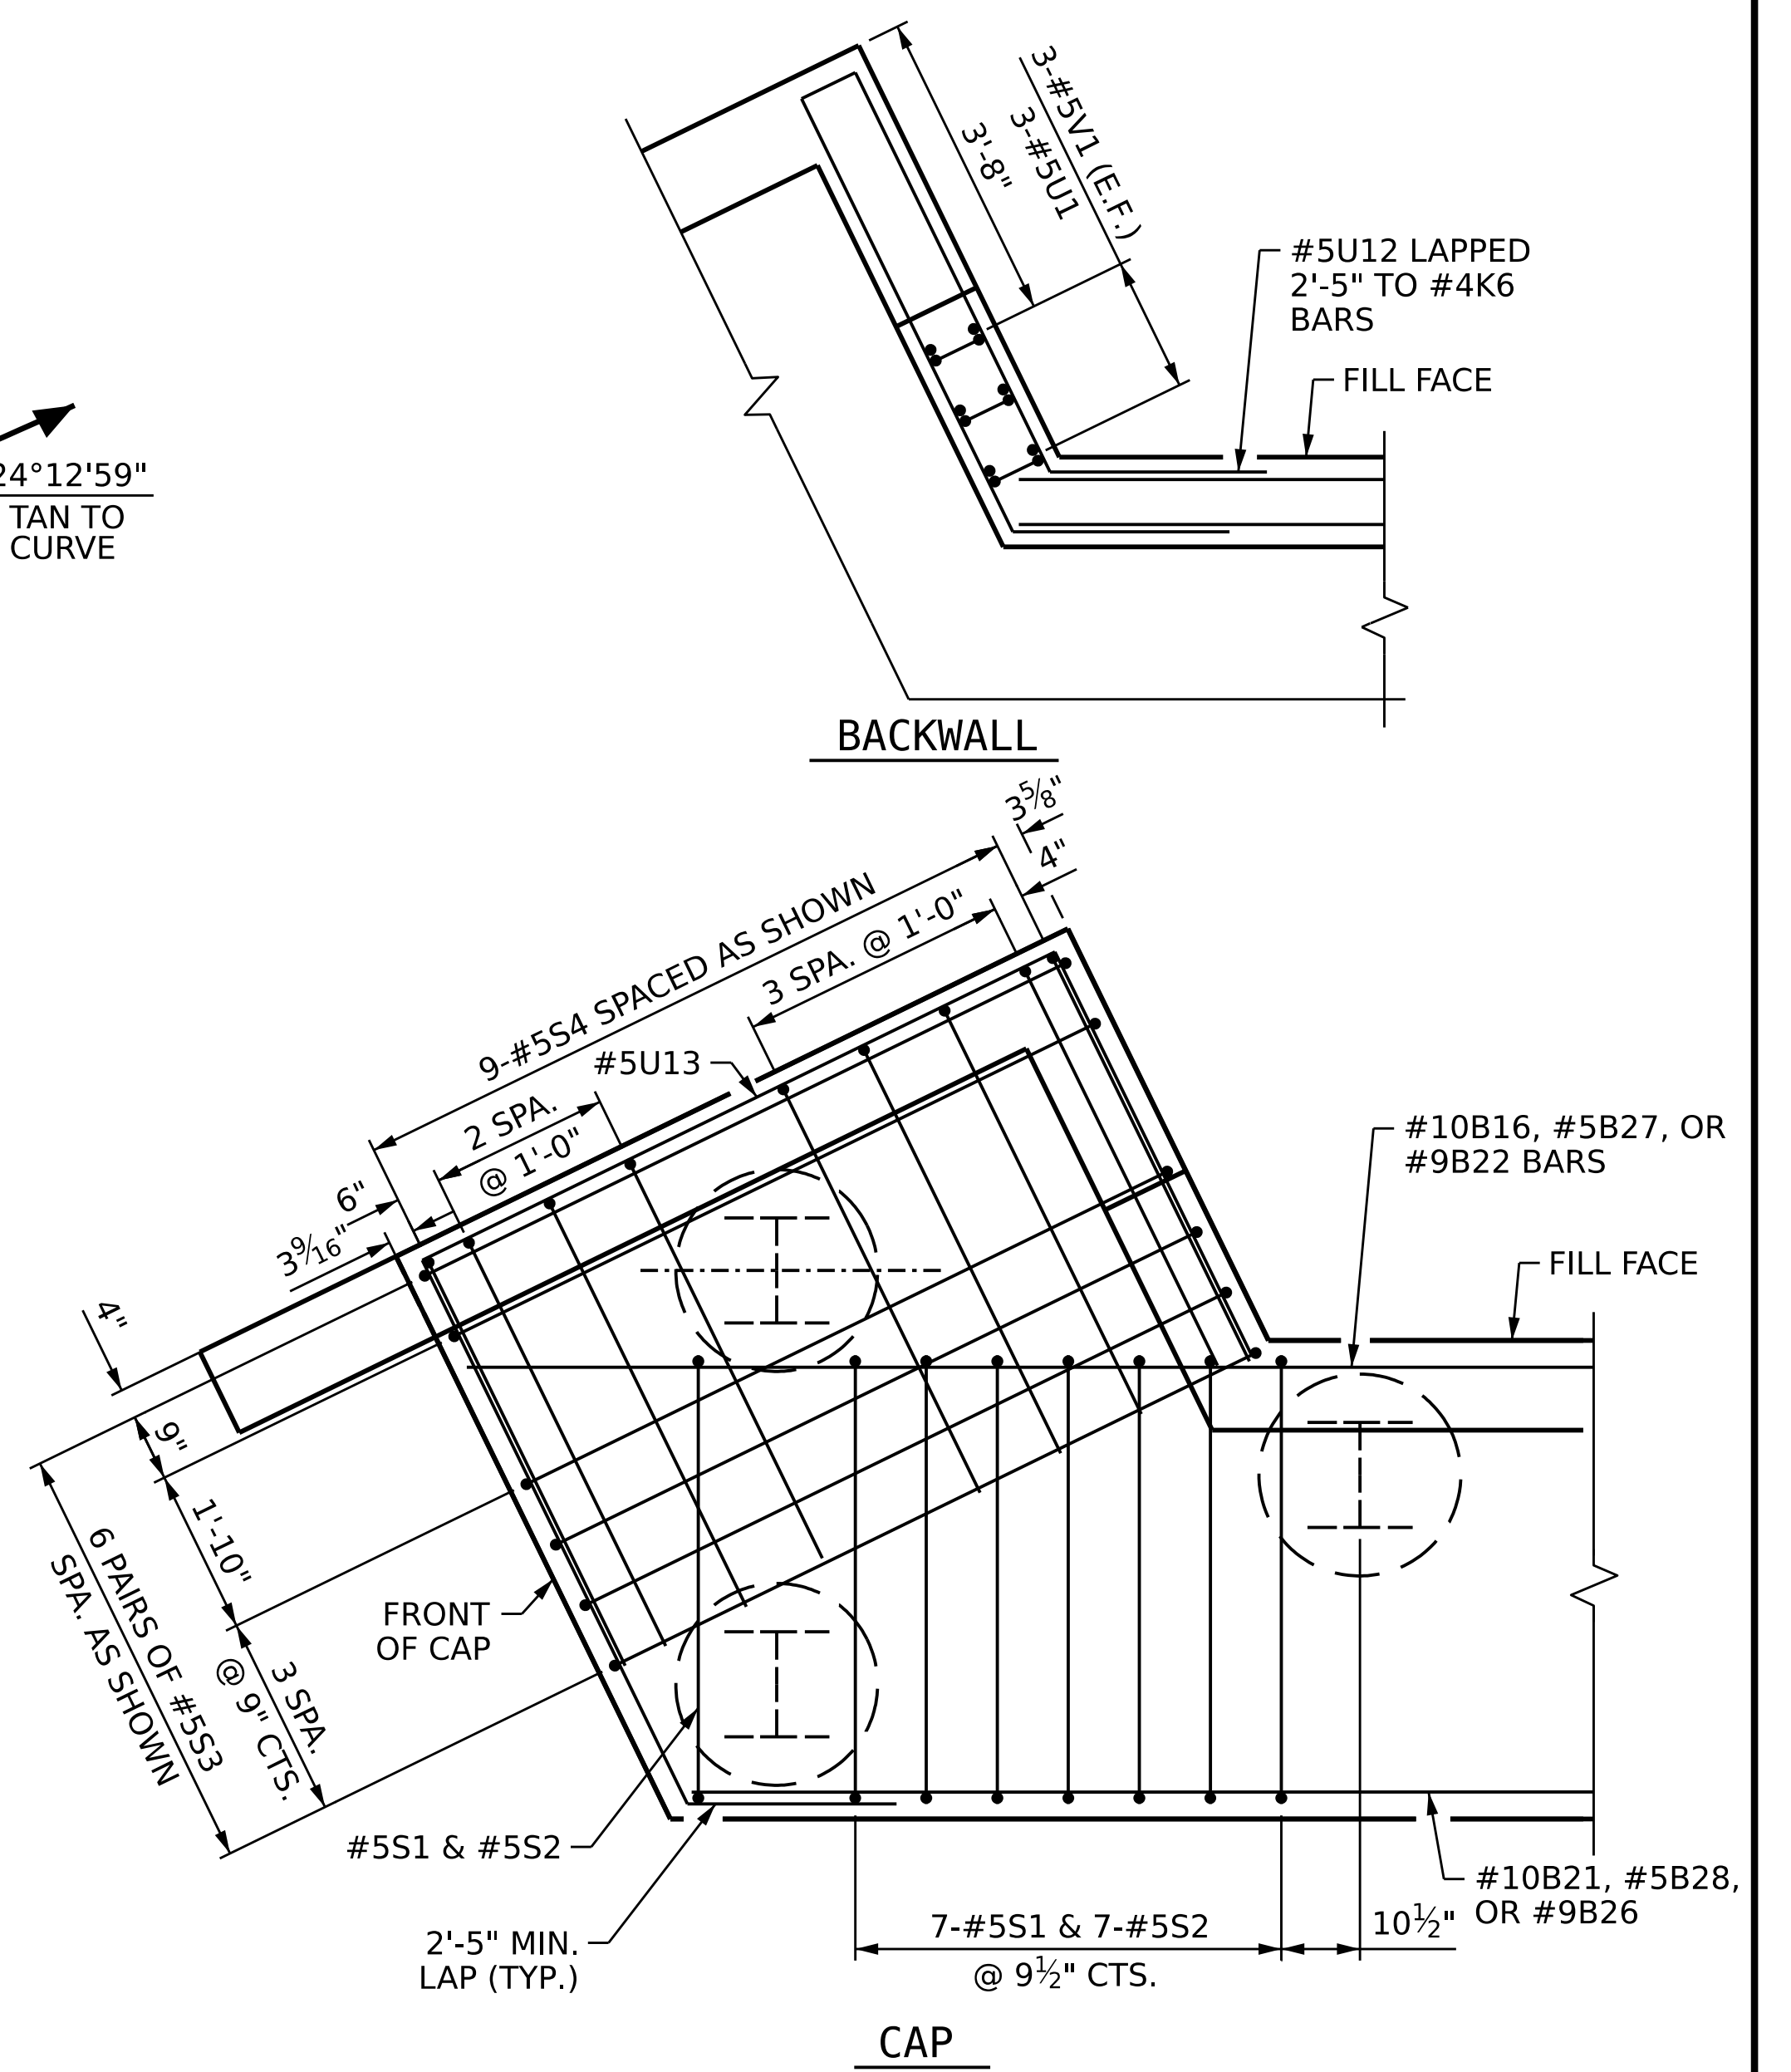 3-#5V1 (E.F.)
3-#5U1
3'-8"
#5U12 LAPPED
2'-5" TO #4K6
BARS
FILL FACE
24°12'59"
TAN TO
CURVE
BACKWALL
3⅝"
4"
9-#5S4 SPACED AS SHOWN
3 SPA. @ 1'-0"
#5U13
2 SPA.
@ 1'-0"
6"
3 9/16"
4"
#10B16, #5B27, OR
#9B22 BARS
FILL FACE
9"
1'-10"
3 SPA.
@ 9" CTS.
6 PAIRS OF #5S3
SPA. AS SHOWN
FRONT
OF CAP
#5S1 & #5S2
2'-5" MIN.
LAP (TYP.)
7-#5S1 & 7-#5S2
@ 9½" CTS.
10½"
#10B21, #5B28,
OR #9B26
CAP